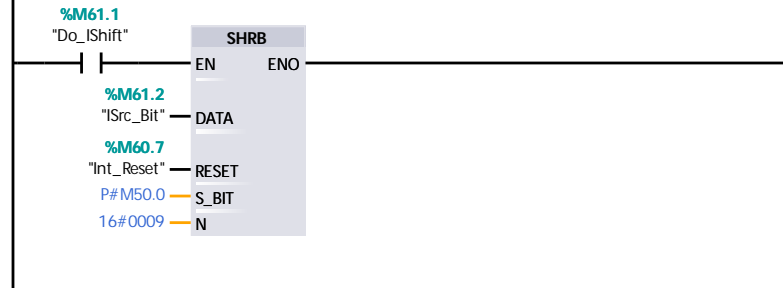 %M61.1
"Do_IShift"
SHRB
EN ENO
%M61.2
"ISrc_Bit" DATA
%M60.7
"Int_Reset" RESET
P#M50.0 S_BIT
16#0009 N